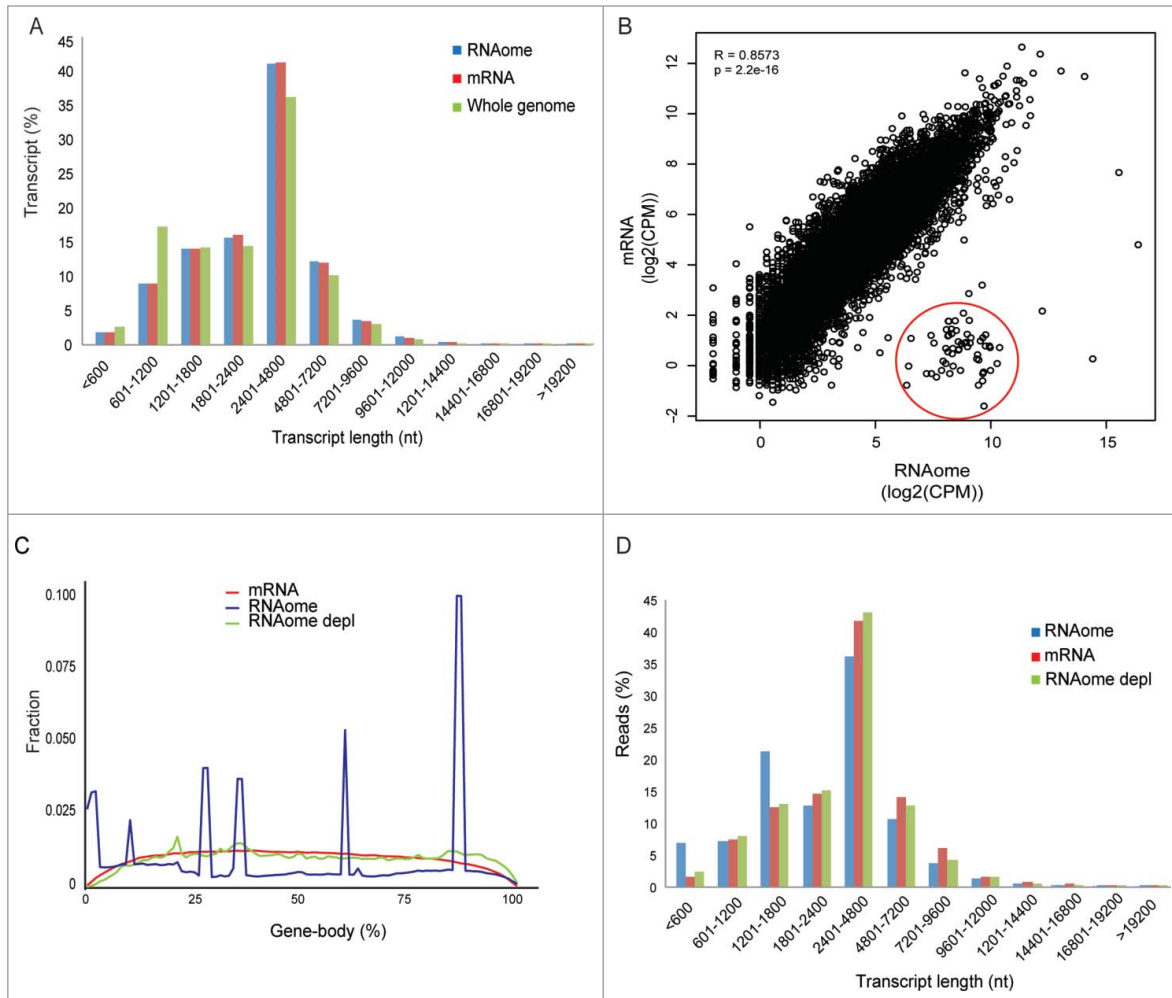 A
45
40
35
30
25
20
15
10
5
0
Transcript (%)
RNAome
mRNA
Whole genome
<600
601-1200
1201-1800
1801-2400
2401-4800
4801-7200
7201-9600
9601-12000
1201-14400
14401-16800
16801-19200
>19200
Transcript length (nt)
B
R = 0.8573
p = 2.2e-16
12
10
8
6
4
2
0
-2
mRNA
(log2(CPM))
0
5
10
15
RNAome
(log2(CPM))
C
0.100
0.075
0.050
0.010
0
Fraction
mRNA
RNAome
RNAome depl
0
25
50
75
100
Gene-body (%)
D
45
40
35
30
25
20
15
10
5
0
Reads (%)
RNAome
mRNA
RNAome depl
<600
601-1200
1201-1800
1801-2400
2401-4800
4801-7200
7201-9600
9601-12000
1201-14400
14401-16800
16801-19200
>19200
Transcript length (nt)